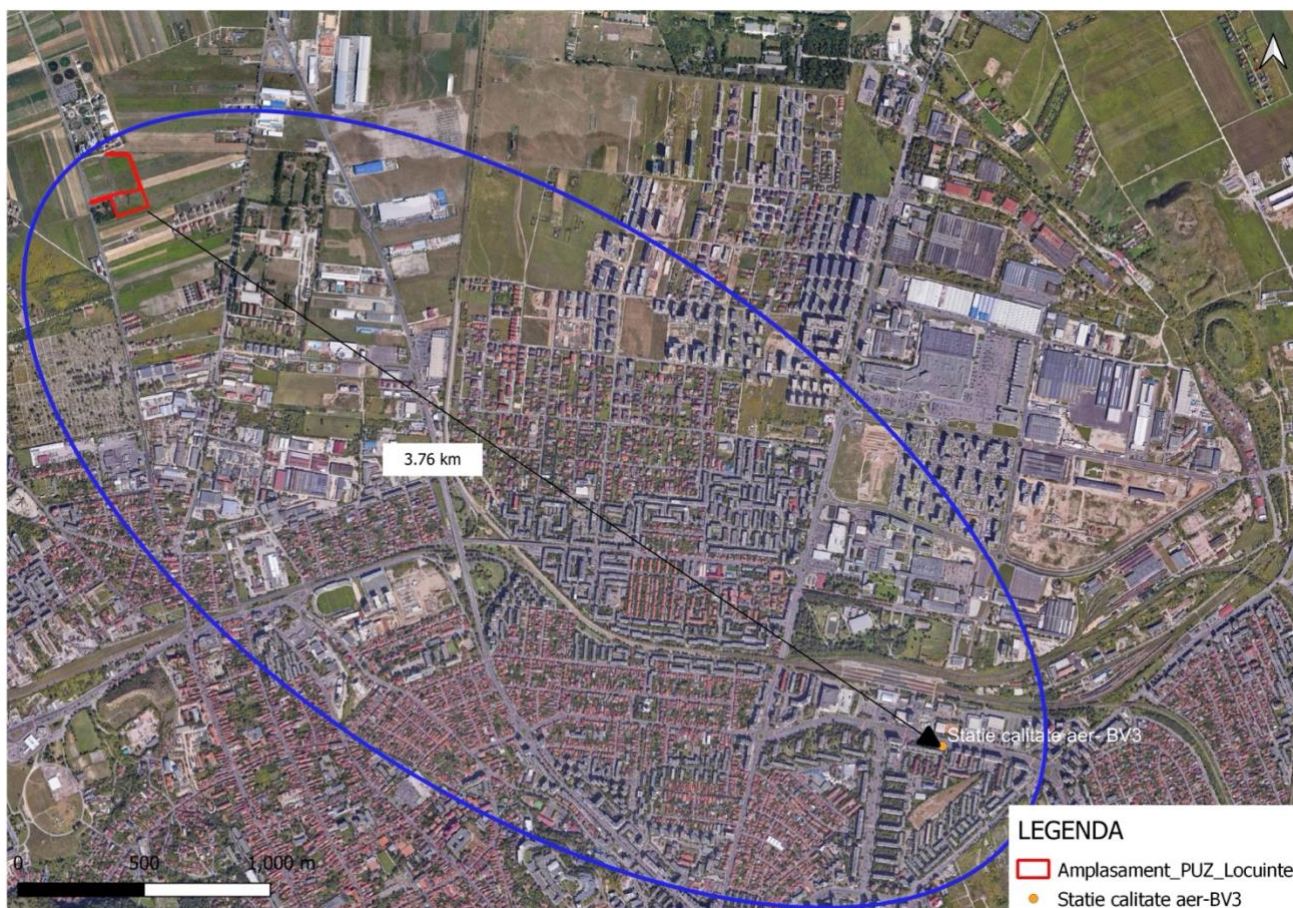 3.76 km
Statie calitate aer- BV3
0 500 1,000 m
LEGENDA
Amplasament_PUZ_Locuinte
Statie calitate aer-BV3